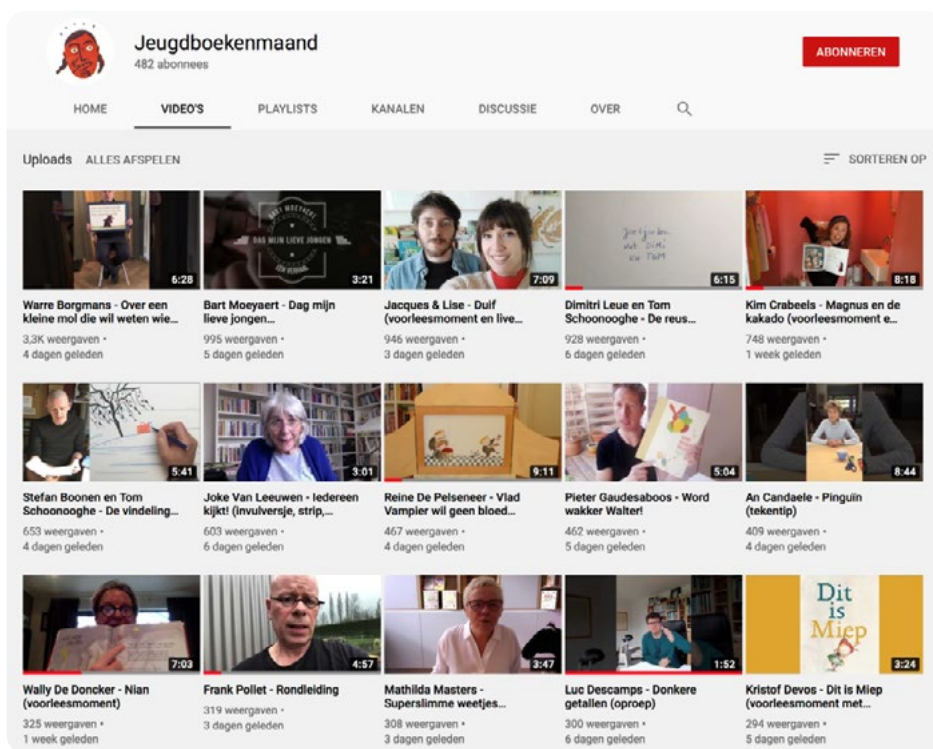 Jeugdboekenmaand
482 abonnees
ABONNEREN
HOME VIDEO'S PLAYLISTS KANALEN DISCUSSIE OVER
Uploads ALLES AFSPELEN SORTEREN OP
BART MOEYAERT
DAG MIJN LIEVE JONGEN
EEN VERHAAL
6:28 3:21 7:09 6:15 8:18
Warre Borgmans - Over een
kleine mol die wil weten wie...
3,3K weergaven •
4 dagen geleden
Bart Moeyaert - Dag mijn
lieve jongen...
995 weergaven •
5 dagen geleden
Jacques & Lise - Duif
(voorleesmoment en live...
946 weergaven •
3 dagen geleden
Dimitri Leue en Tom
Schoonooghe - De reus...
928 weergaven •
6 dagen geleden
Kim Crabeels - Magnus en de
kakado (voorleesmoment e...
748 weergaven •
1 week geleden
5:41 3:01 9:11 5:04 8:44
Stefan Boonen en Tom
Schoonooghe - De vindeling...
653 weergaven •
4 dagen geleden
Joke Van Leeuwen - Iedereen
kijkt! (invulversje, strip,...
603 weergaven •
6 dagen geleden
Reine De Pelseneer - Vlad
Vampier wil geen bloed...
467 weergaven •
4 dagen geleden
Pieter Gaudesaboos - Word
wakker Walter!
462 weergaven •
5 dagen geleden
An Candaele - Pinguïn
(tekentip)
409 weergaven •
4 dagen geleden
Dit
is
Miep
7:03 4:57 3:47 1:52 3:24
Wally De Doncker - Nian
(voorleesmoment)
325 weergaven •
1 week geleden
Frank Pollet - Rondleiding
319 weergaven •
3 dagen geleden
Mathilda Masters -
Superslimme weetjes...
308 weergaven •
3 dagen geleden
Luc Descamps - Donkere
getallen (oproep)
300 weergaven •
6 dagen geleden
Kristof Devos - Dit is Miep
(voorleesmoment met...
294 weergaven •
5 dagen geleden